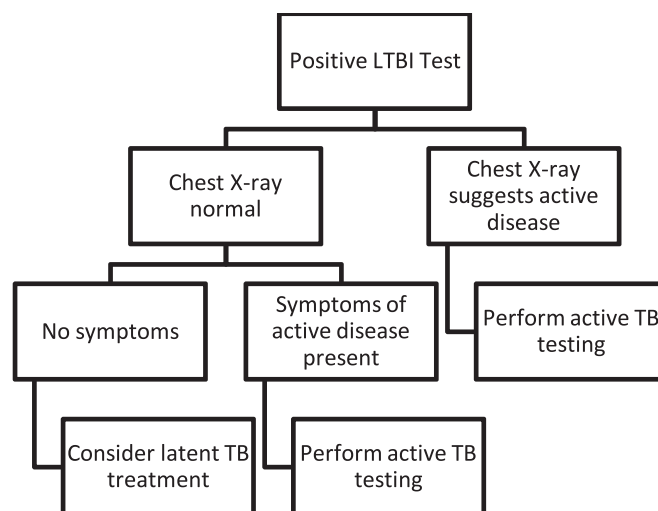 Positive LTBI Test
Chest X-ray
normal
Chest X-ray
suggests active
disease
No symptoms
Symptoms of
active disease
present
Perform active TB
testing
Consider latent TB
treatment
Perform active TB
testing